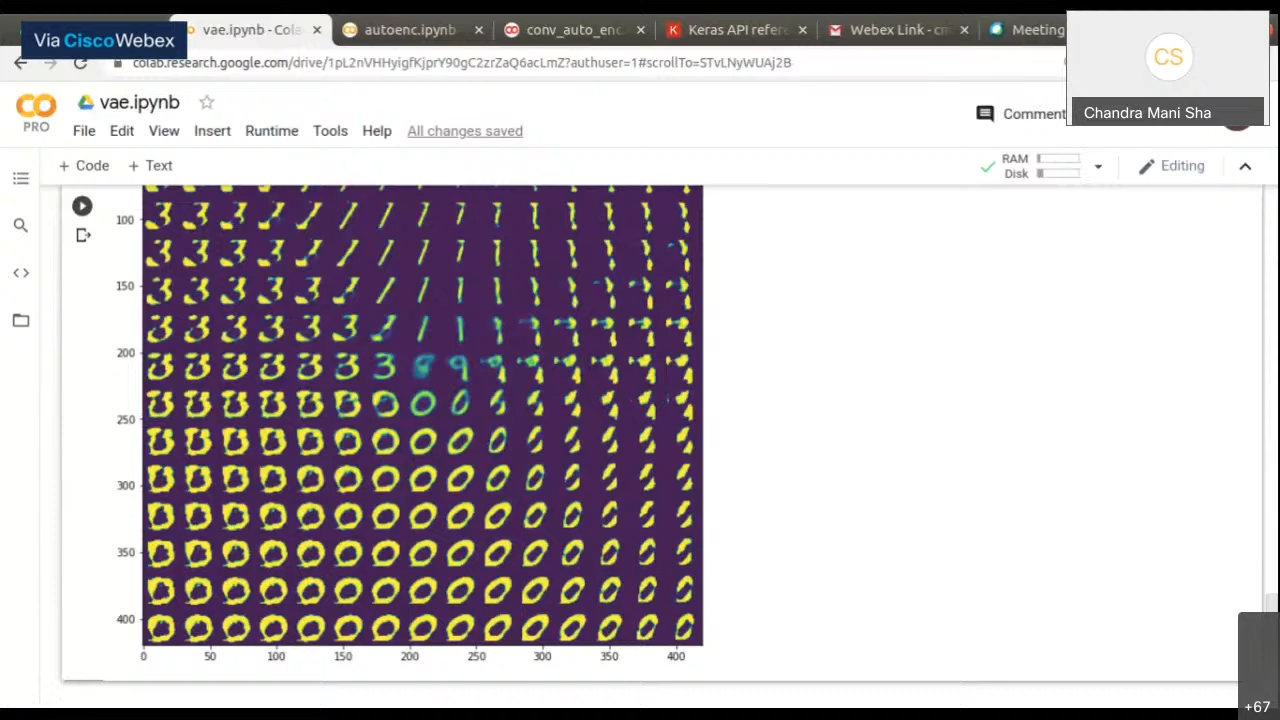 Via Cisco Webex
vae.ipynb - Cola
autoenc.ipynb
conv_auto_enc
Keras API refere
Webex Link - cm
Meeting
colab.research.google.com/drive/1pL2nVHHyigfKjprY90gC2zrZaQ6acLmZ?authuser=1#scrollTo=STvLNyWUAj2B
CS
Chandra Mani Sha
CO
PRO
vae.ipynb
Comment
File Edit View Insert Runtime Tools Help All changes saved
+ Code + Text
RAM
Disk
Editing
100
150
200
250
300
350
400
0 50 100 150 200 250 300 350 400
+67